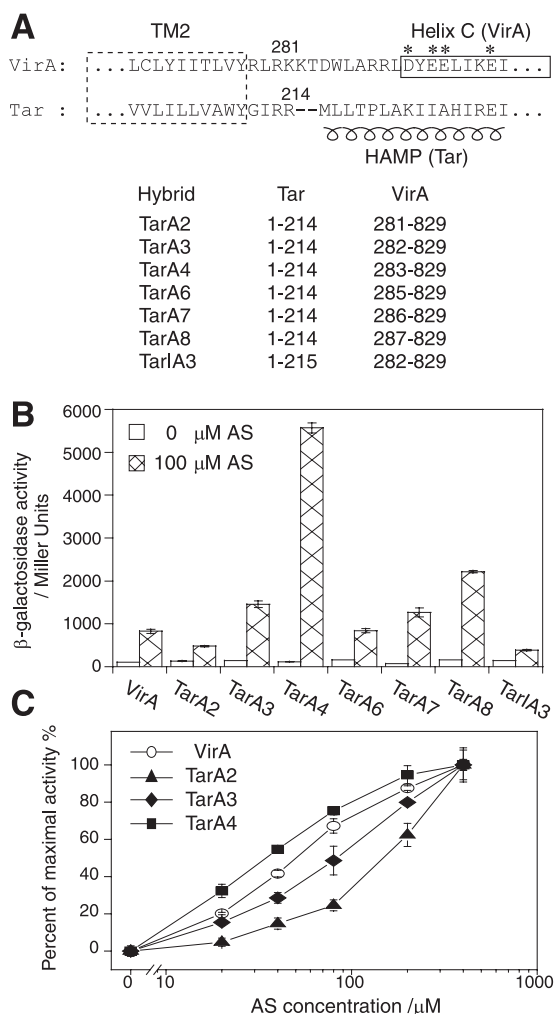 A
TM2
281
Helix C (VirA)
* ** *
VirA: ...LCLYIITLVYRLRKKTDWLARRLDYEELIKEI...
214
Tar : ...VVLILLVAWYGIRR--MLLTPLAKIIAHIREI...
HAMP (Tar)
Hybrid Tar VirA
TarA2 1-214 281-829
TarA3 1-214 282-829
TarA4 1-214 283-829
TarA6 1-214 285-829
TarA7 1-214 286-829
TarA8 1-214 287-829
TarIA3 1-215 282-829
B
β-galactosidase activity
/ Miller Units
6000
5000
4000
3000
2000
1000
0
0 μM AS
100 μM AS
VirA TarA2 TarA3 TarA4 TarA6 TarA7 TarA8 TarIA3
C
Percent of maximal activity %
100
80
60
40
20
0
VirA
TarA2
TarA3
TarA4
0 10 100 1000
AS concentration /μM